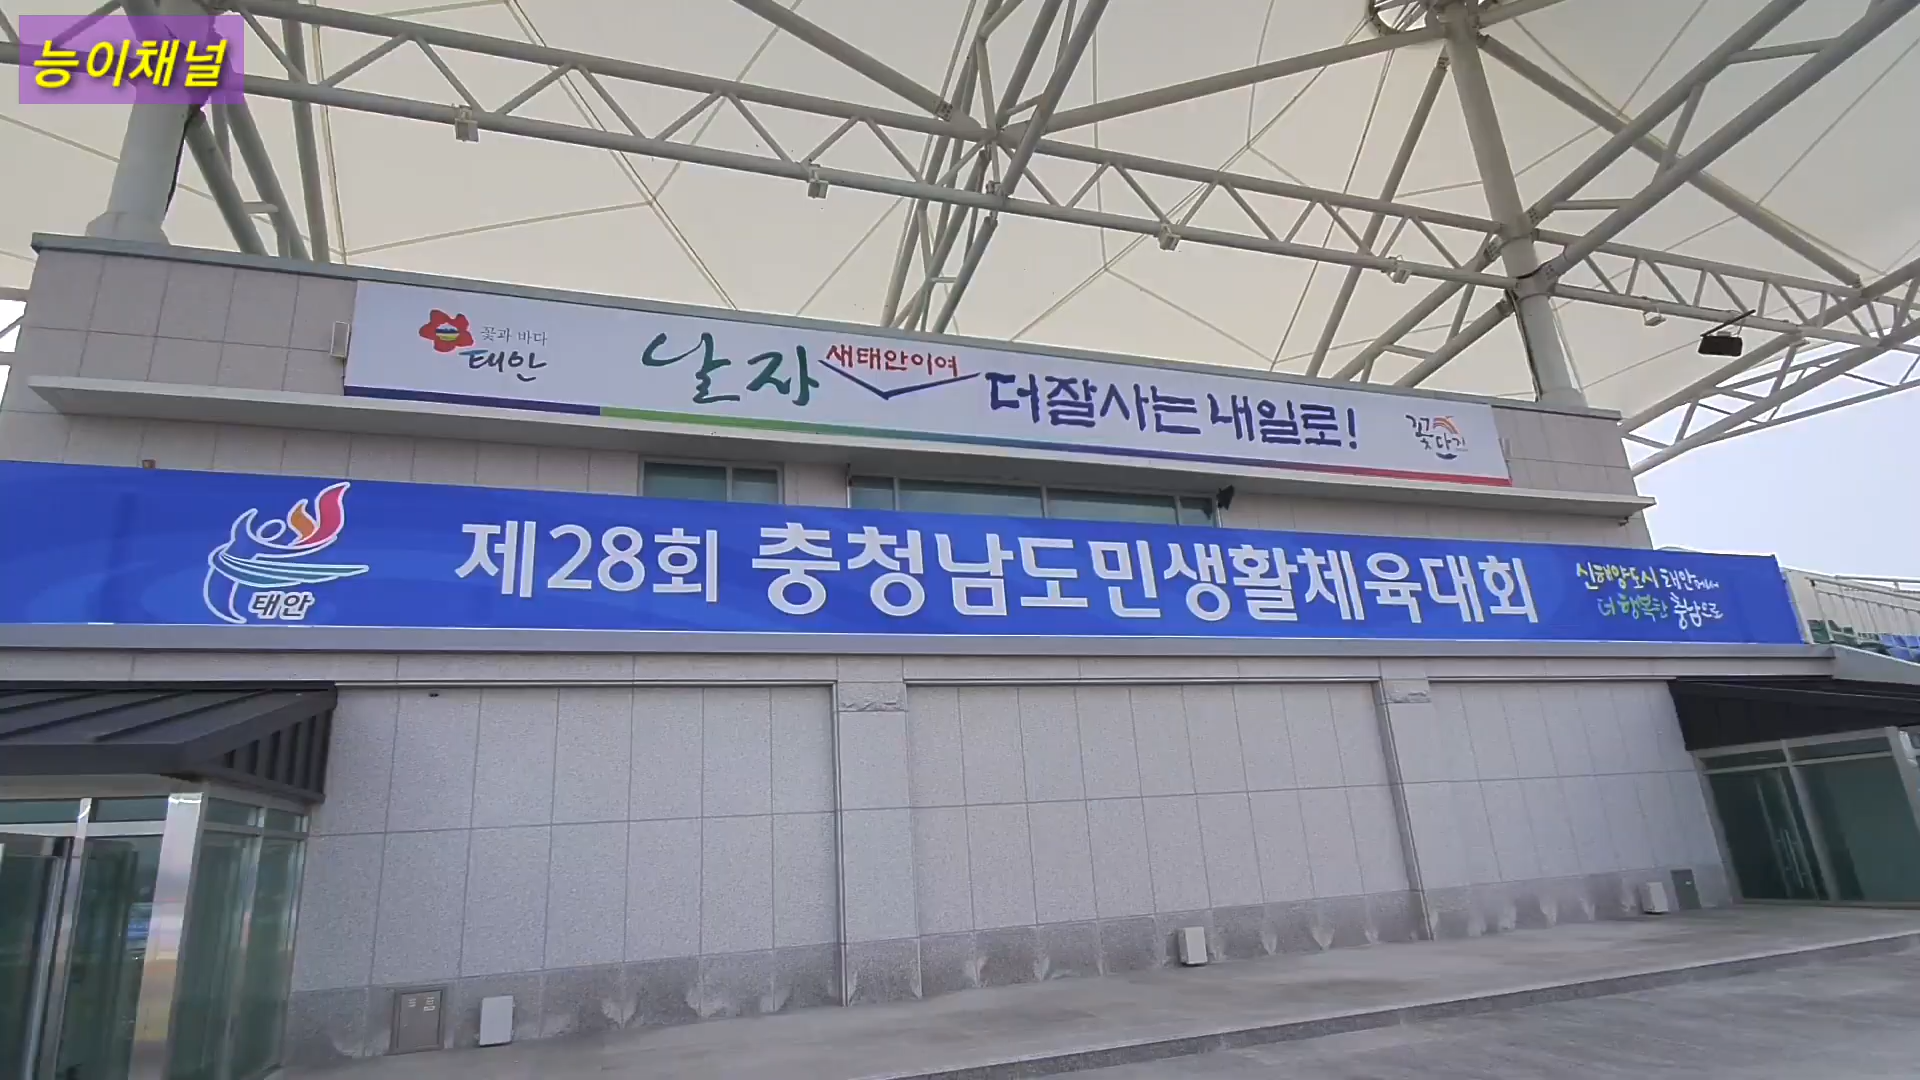 능이채널
꽃과 바다
태안
날자 새태안이여 더 잘사는 내일로!
제28회 충청남도민생활체육대회
태안
신해양도시 태안에서
더 행복한 충남으로